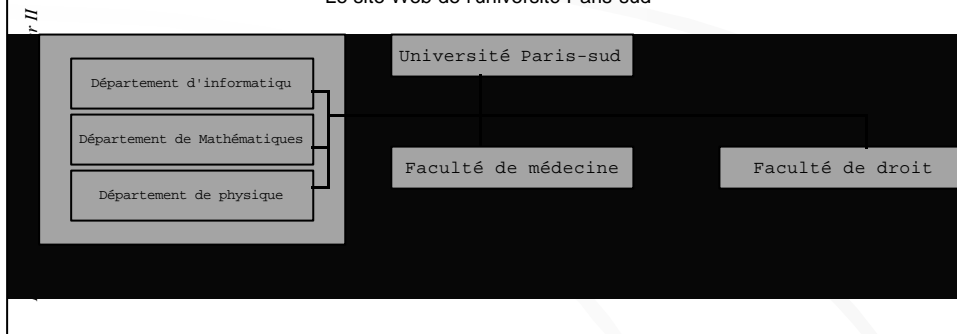 Le site Web de l'université Paris-sud
r II
Université Paris-sud
Département d'informatiqu
Département de Mathématiques
Département de physique
Faculté de médecine
Faculté de droit